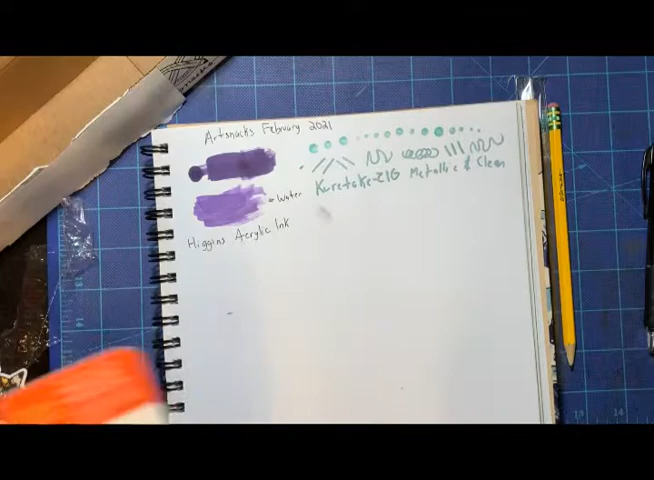 Artsnacks February 2021
= Water
Higgins Acrylic Ink
Kuretake ZIG Metallic & Clean